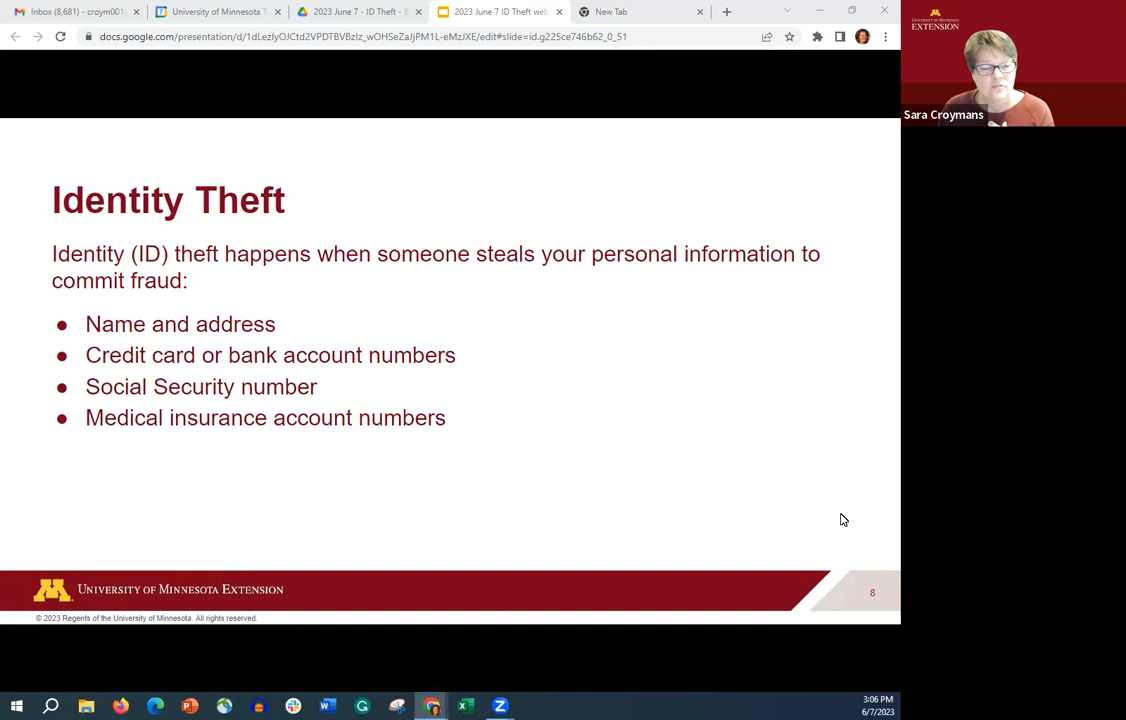 Inbox (8,681) - croym001
University of Minnesota T
2023 June 7 - ID Theft - E
2023 June 7 ID Theft web
New Tab
docs.google.com/presentation/d/1dLezIyOJCtd2VPDTBVBzIz_wOHSeZaJjPM1L-eMzJXE/edit#slide=id.g225ce746b62_0_51
UNIVERSITY OF MINNESOTA
EXTENSION
Sara Croymans
Identity Theft
Identity (ID) theft happens when someone steals your personal information to
commit fraud:
● Name and address
● Credit card or bank account numbers
● Social Security number
● Medical insurance account numbers
UNIVERSITY OF MINNESOTA EXTENSION
8
© 2023 Regents of the University of Minnesota. All rights reserved.
3:06 PM
6/7/2023